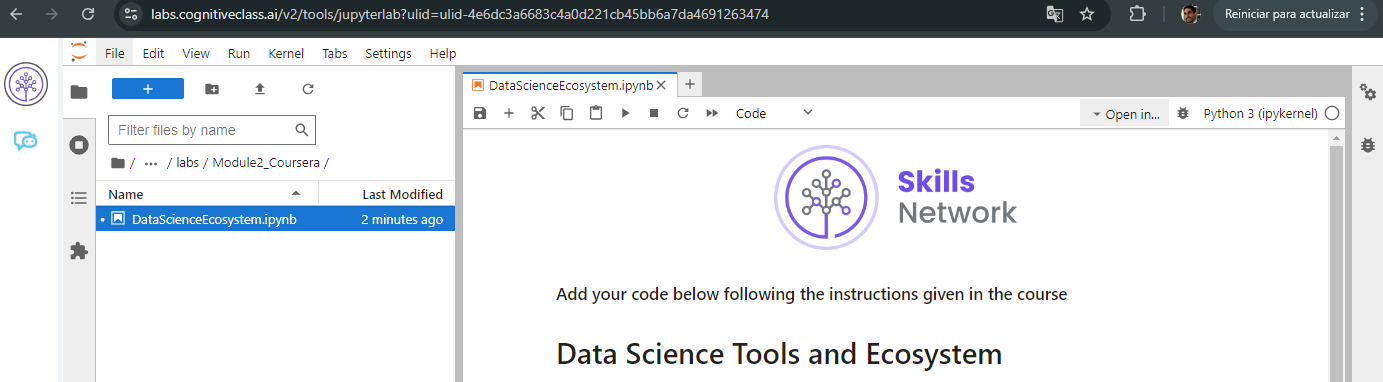 labs.cognitiveclass.ai/v2/tools/jupyterlab?ulid=ulid-4e6dc3a6683c4a0d221cb45bb6a7da4691263474
Reiniciar para actualizar
File Edit View Run Kernel Tabs Settings Help
DataScienceEcosystem.ipynb
Code
Open in...
Python 3 (ipykernel)
Filter files by name
/ ... / labs / Module2_Coursera /
Name Last Modified
DataScienceEcosystem.ipynb 2 minutes ago
Skills
Network
Add your code below following the instructions given in the course
Data Science Tools and Ecosystem